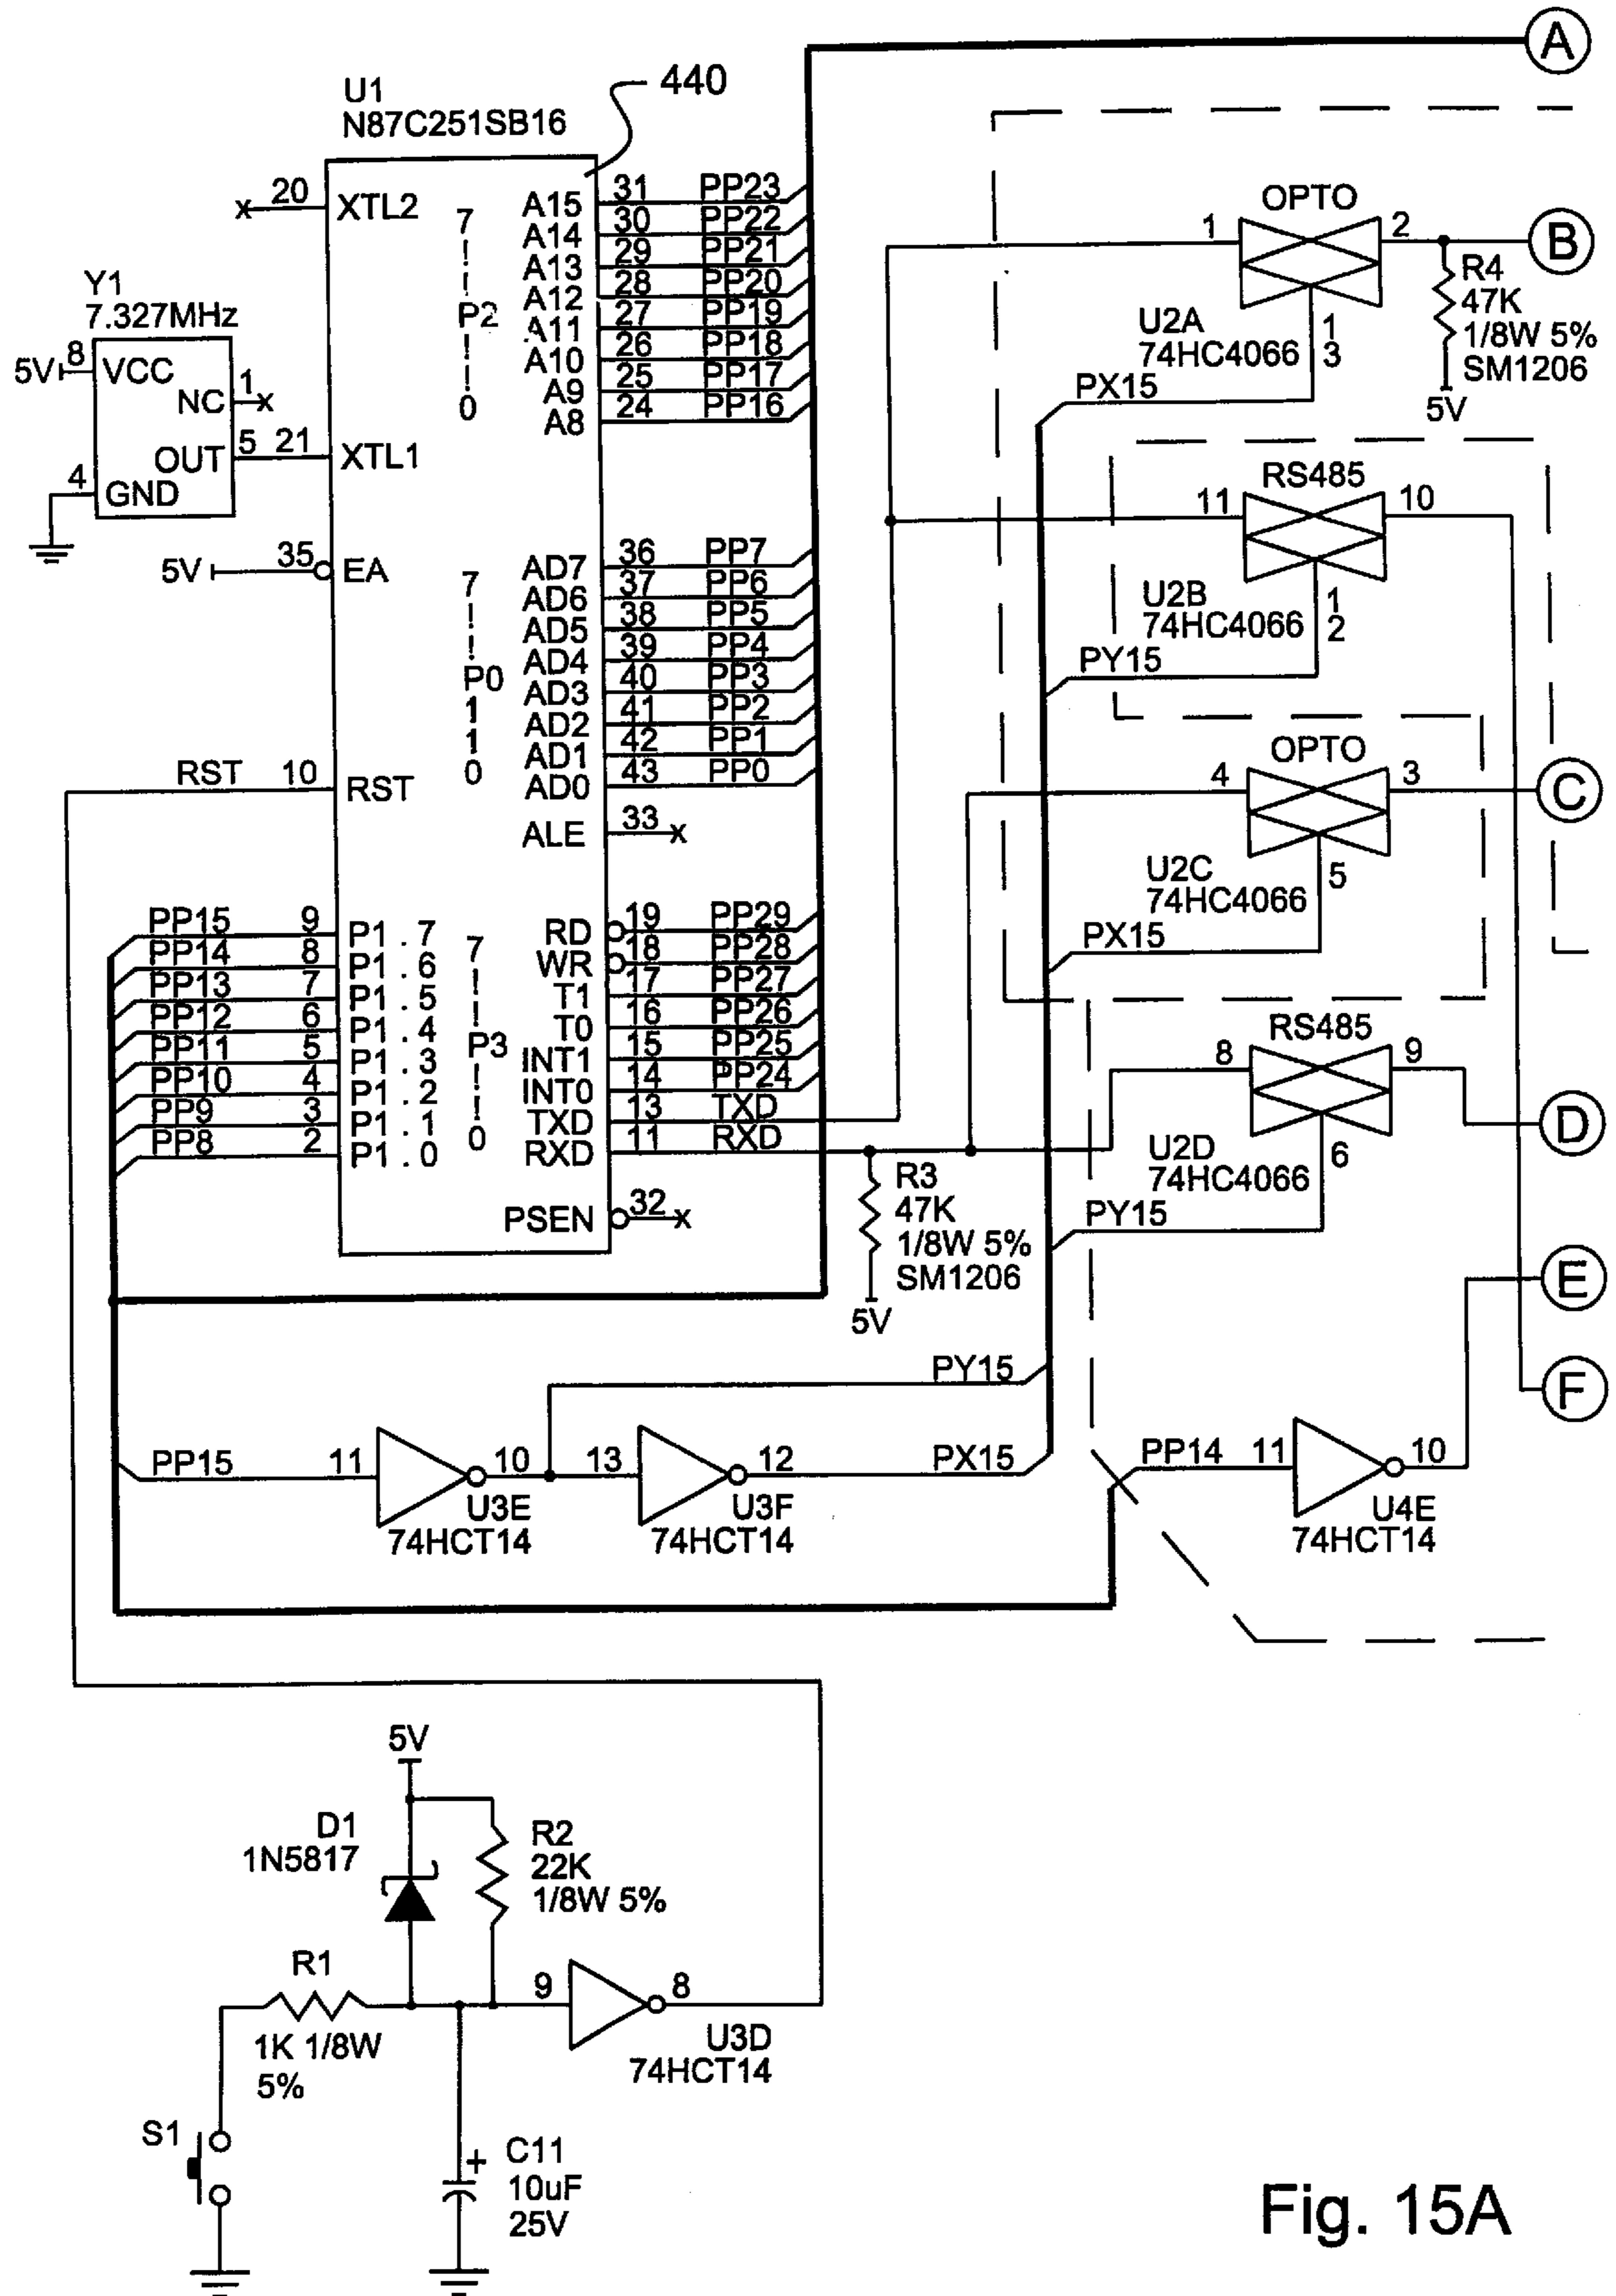 A
U1
N87C251SB16
440
20
XTL2
7
P2
0
A15 31 PP23
A14 30 PP22
A13 29 PP21
A12 28 PP20
A11 27 PP19
A10 26 PP18
A9 25 PP17
A8 24 PP16
Y1
7.327MHz
5V 8 VCC
NC 1
OUT 5 21 XTL1
4 GND
5V 35 EA
7
P0
1
1
0
AD7 36 PP7
AD6 37 PP6
AD5 38 PP5
AD4 39 PP4
AD3 40 PP3
AD2 41 PP2
AD1 42 PP1
AD0 43 PP0
RST 10 RST
ALE 33
PP15 9 P1.7
PP14 8 P1.6
PP13 7 P1.5
PP12 6 P1.4
PP11 5 P1.3
PP10 4 P1.2
PP9 3 P1.1
PP8 2 P1.0
7
P3
0
RD 19 PP29
WR 18 PP28
T1 17 PP27
T0 16 PP26
INT1 15 PP25
INT0 14 PP24
TXD 13 TXD
RXD 11 RXD
PSEN 32
R3
47K
1/8W 5%
SM1206
5V
OPTO
1 2
B
U2A
74HC4066
1
3
PX15
R4
47K
1/8W 5%
SM1206
5V
RS485
11 10
U2B
74HC4066
1
2
PY15
OPTO
4 3
C
U2C
74HC4066
5
PX15
RS485
8 9
D
U2D
74HC4066
6
PY15
E
F
PY15
PP15 11 10 13 12 PX15
U3E
74HCT14
U3F
74HCT14
PP14 11 10
U4E
74HCT14
5V
D1
1N5817
R2
22K
1/8W 5%
R1
1K 1/8W
5%
9 8
U3D
74HCT14
S1
+
C11
10uF
25V
Fig. 15A